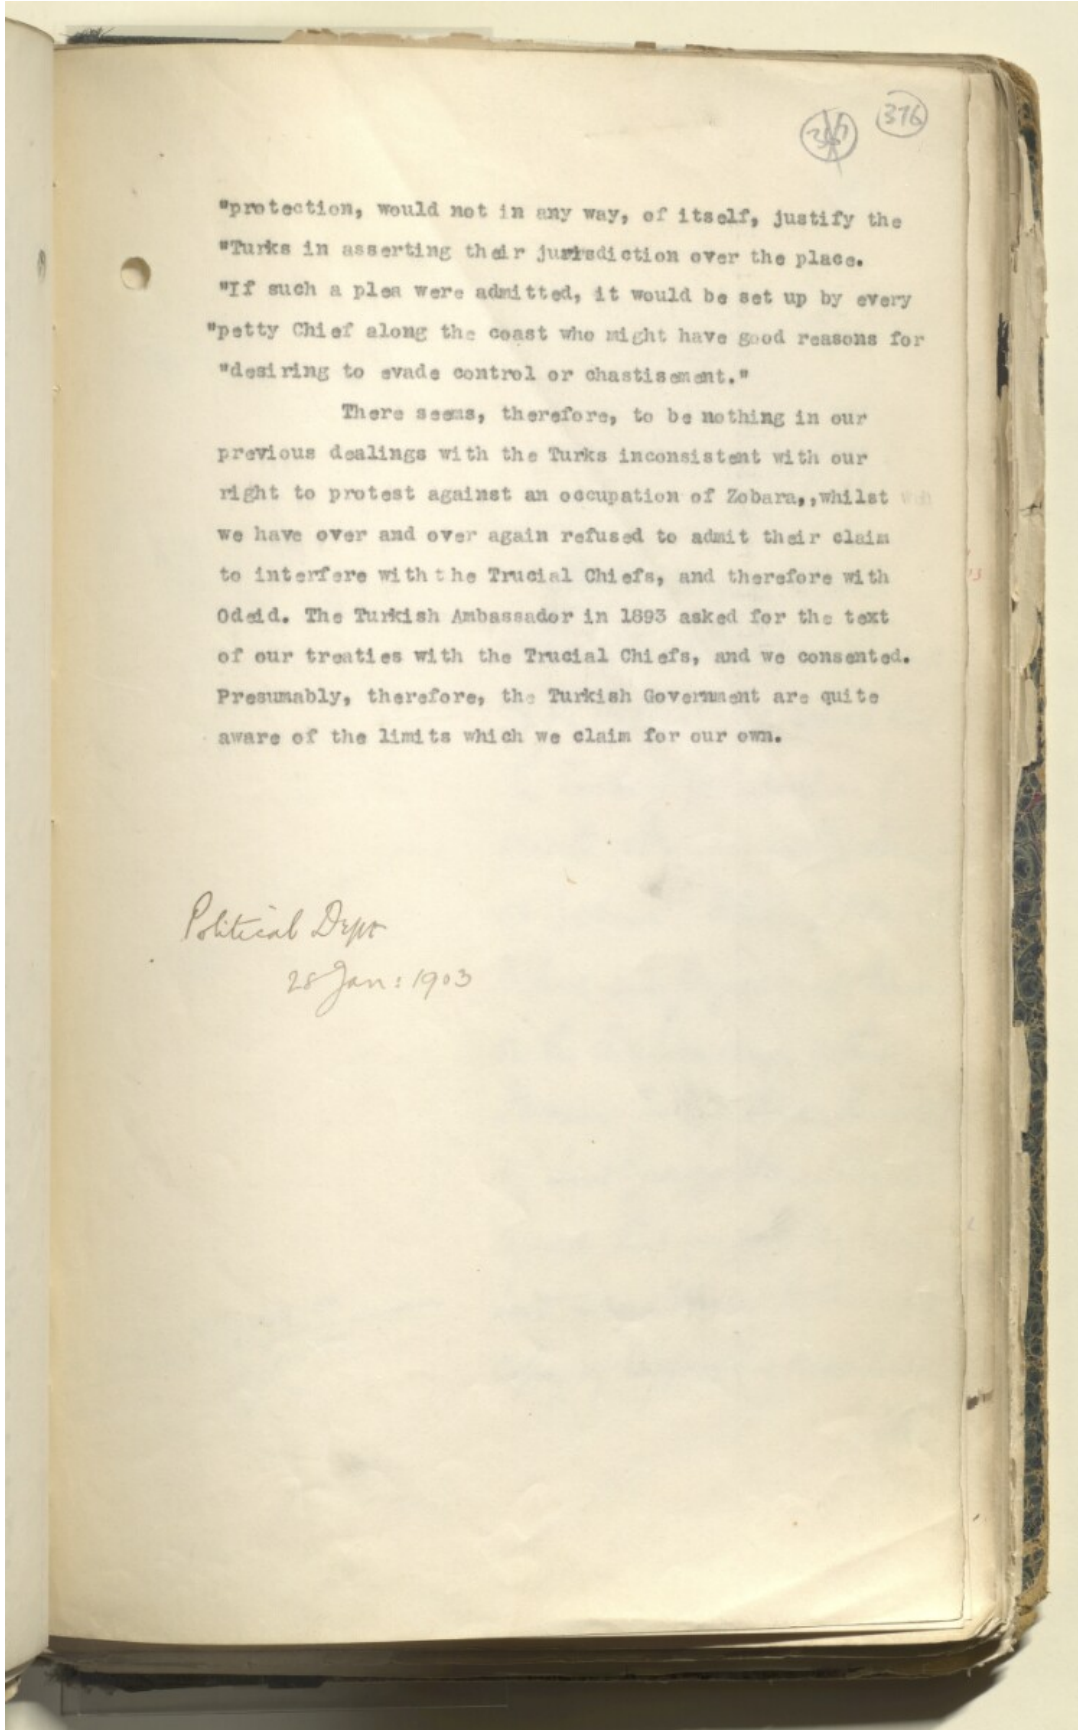 376
"protection, would not in any way, of itself, justify the
"Turks in asserting their jurisdiction over the place.
"If such a plea were admitted, it would be set up by every
"petty Chief along the coast who might have good reasons for
"desiring to evade control or chastisement."
There seems, therefore, to be nothing in our
previous dealings with the Turks inconsistent with our
right to protest against an occupation of Zobara,,whilst
we have over and over again refused to admit their claim
to interfere with the Trucial Chiefs, and therefore with
Odeid. The Turkish Ambassador in 1893 asked for the text
of our treaties with the Trucial Chiefs, and we consented.
Presumably, therefore, the Turkish Government are quite
aware of the limits which we claim for our own.
Political Dept
28 Jan: 1903